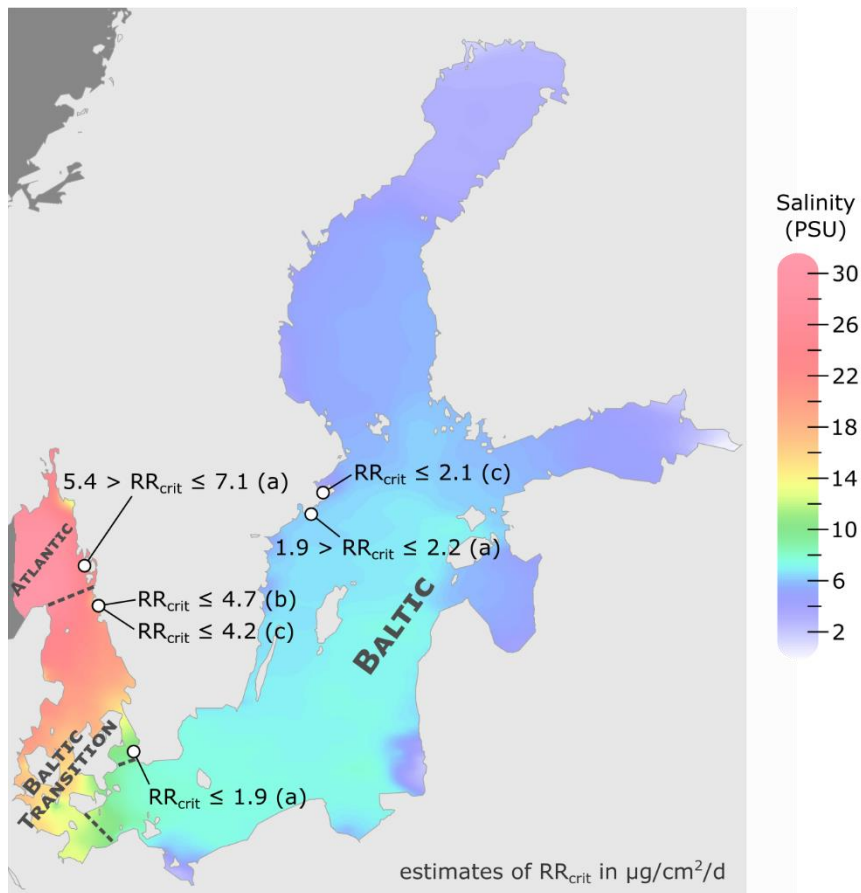 Salinity
(PSU)
30
26
22
18
14
10
6
2
5.4 > RRcrit ≤ 7.1 (a)
RRcrit ≤ 2.1 (c)
1.9 > RRcrit ≤ 2.2 (a)
ATLANTIC
RRcrit ≤ 4.7 (b)
RRcrit ≤ 4.2 (c)
BALTIC
BALTIC
TRANSITION
RRcrit ≤ 1.9 (a)
estimates of RRcrit in µg/cm²/d